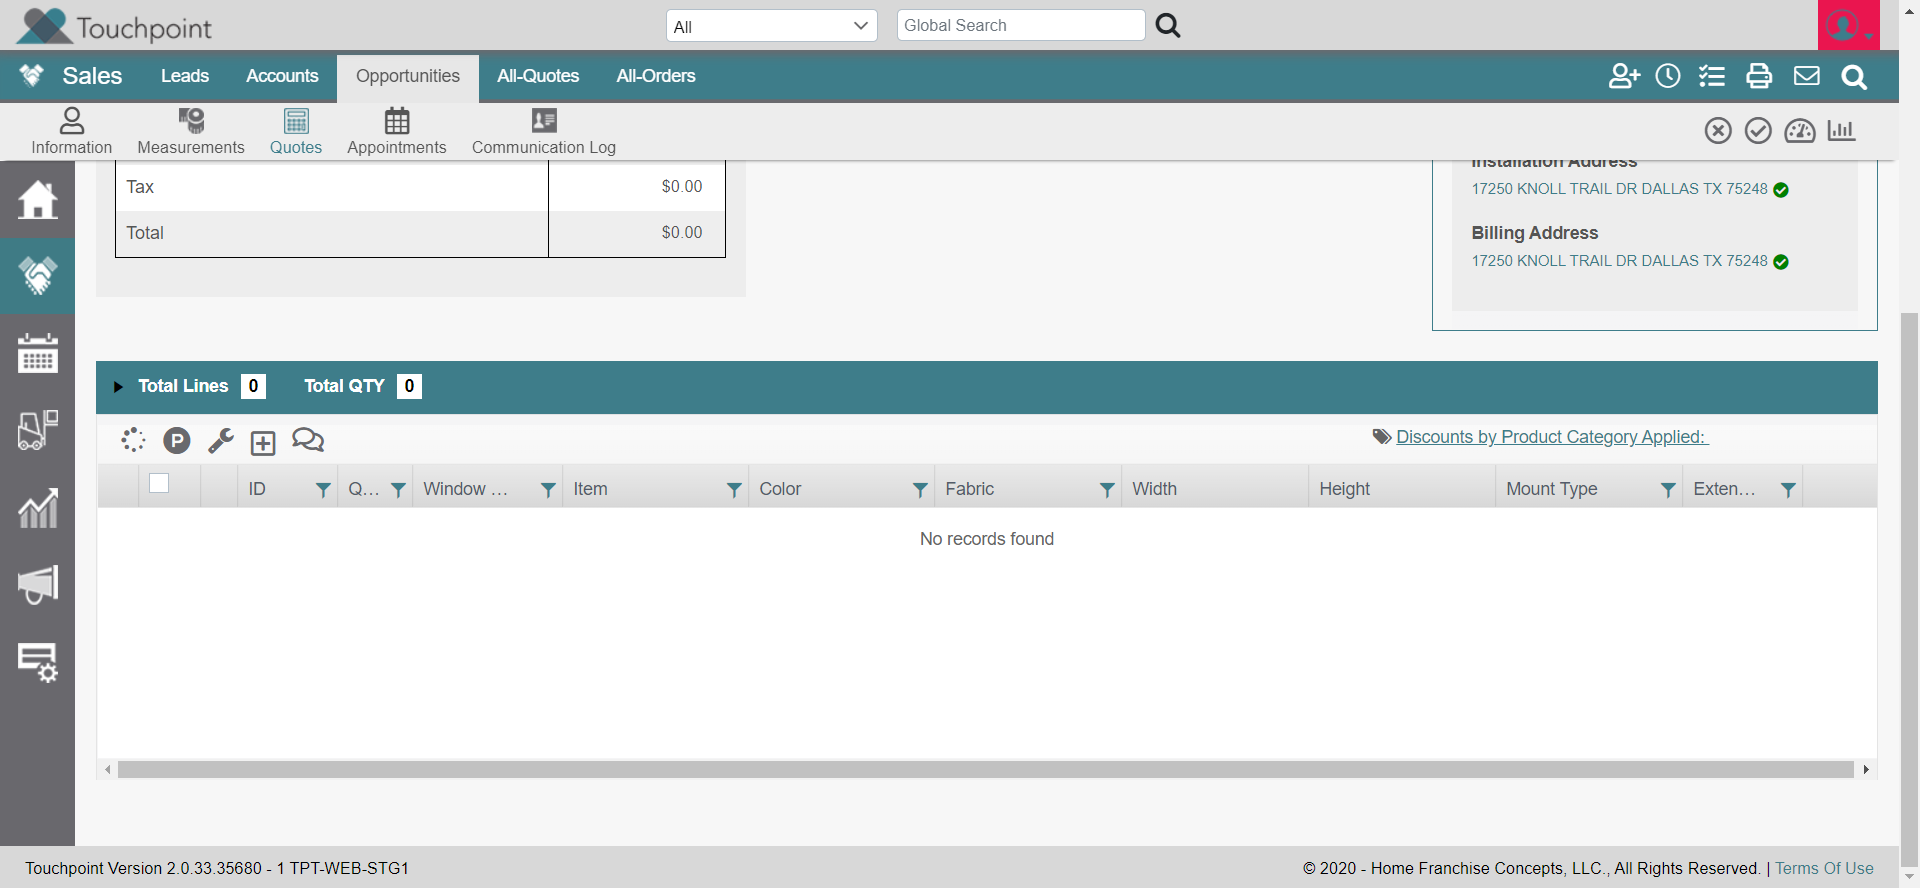 Touchpoint
All
Global Search
Sales Leads Accounts Opportunities All-Quotes All-Orders
Information Measurements Quotes Appointments Communication Log
Installation Address
Tax $0.00
17250 KNOLL TRAIL DR DALLAS TX 75248
Total $0.00
Billing Address
17250 KNOLL TRAIL DR DALLAS TX 75248
Total Lines 0 Total QTY 0
P
Discounts by Product Category Applied:
ID Q... Window ... Item Color Fabric Width Height Mount Type Exten...
No records found
Touchpoint Version 2.0.33.35680 - 1 TPT-WEB-STG1
© 2020 - Home Franchise Concepts, LLC., All Rights Reserved. | Terms Of Use